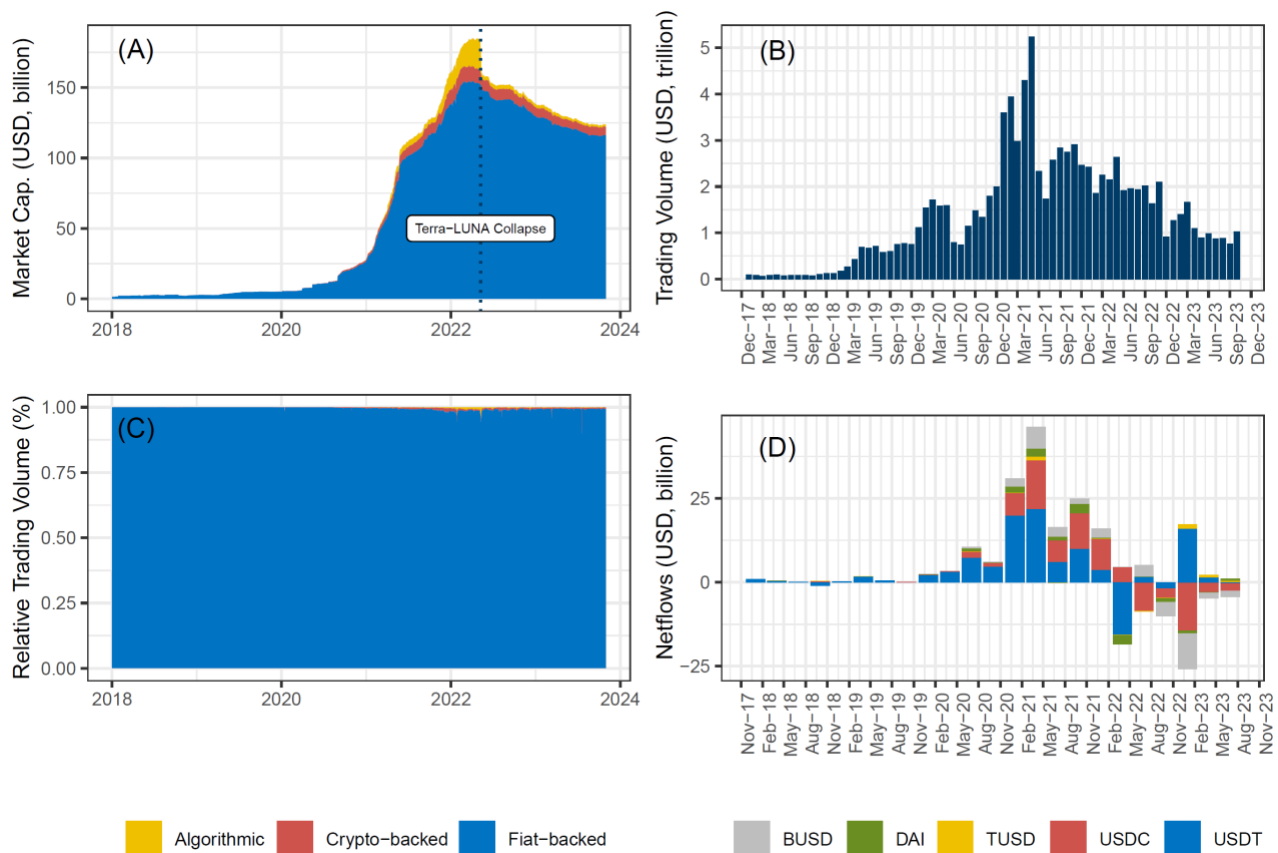 (A)
Market Cap. (USD, billion)
150
100
50
0
Terra−LUNA Collapse
2018
2020
2022
2024
(B)
Trading Volume (USD, trillion)
5
4
3
2
1
0
Dec−17
Mar−18
Jun−18
Sep−18
Dec−18
Mar−19
Jun−19
Sep−19
Dec−19
Mar−20
Jun−20
Sep−20
Dec−20
Mar−21
Jun−21
Sep−21
Dec−21
Mar−22
Jun−22
Sep−22
Dec−22
Mar−23
Jun−23
Sep−23
Dec−23
(C)
Relative Trading Volume (%)
1.00
0.75
0.50
0.25
0.00
2018
2020
2022
2024
(D)
Netflows (USD, billion)
25
0
−25
Nov−17
Feb−18
May−18
Aug−18
Nov−18
Feb−19
May−19
Aug−19
Nov−19
Feb−20
May−20
Aug−20
Nov−20
Feb−21
May−21
Aug−21
Nov−21
Feb−22
May−22
Aug−22
Nov−22
Feb−23
May−23
Aug−23
Nov−23
Algorithmic
Crypto−backed
Fiat−backed
BUSD
DAI
TUSD
USDC
USDT